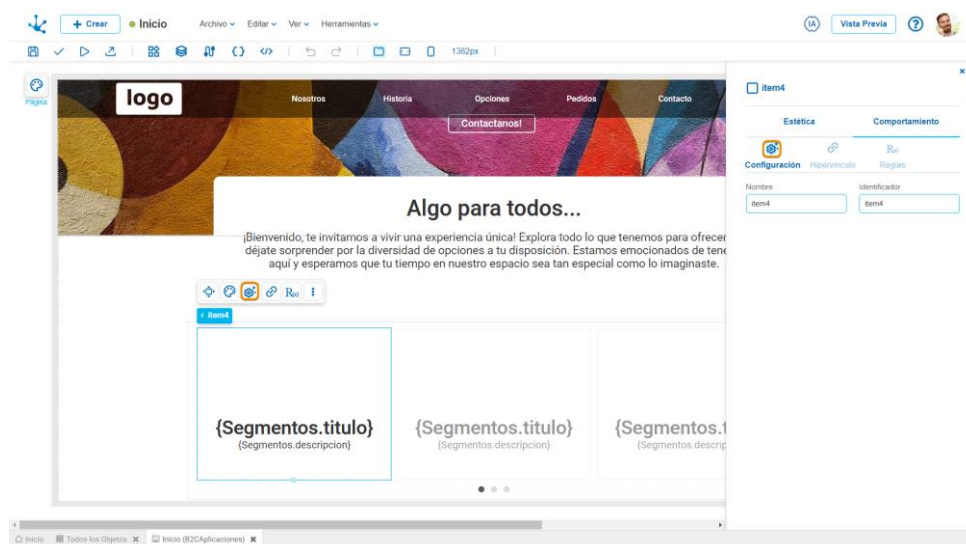 + Crear
Inicio
Archivo
Editar
Ver
Herramientas
IA
Vista Previa
?
1382px
Página
logo
Nosotros
Historia
Opciones
Pedidos
Contacto
Contactanos!
Algo para todos...
¡Bienvenido, te invitamos a vivir una experiencia única! Explora todo lo que tenemos para ofrecer
déjate sorprender por la diversidad de opciones a tu disposición. Estamos emocionados de tene
aquí y esperamos que tu tiempo en nuestro espacio sea tan especial como lo imaginaste.
R(x)
item4
{Segmentos.titulo}
{Segmentos.descripcion}
{Segmentos.titulo}
{Segmentos.descripcion}
{Segmentos.t
{Segmentos.descrip
item4
Estética
Comportamiento
Configuración
Hipervínculo
R(x)
Reglas
Nombre
Identificador
item4
item4
Inicio
Todos los Objetos
Inicio (B2CAplicaciones)